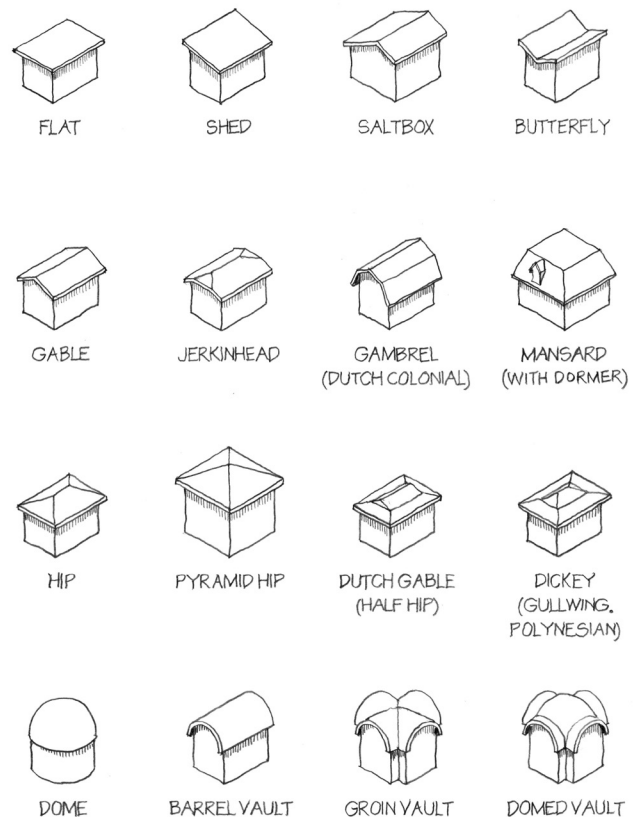 FLAT
SHED
SALTBOX
BUTTERFLY
GABLE
JERKINHEAD
GAMBREL
(DUTCH COLONIAL)
MANSARD
(WITH DORMER)
HIP
PYRAMID HIP
DUTCH GABLE
(HALF HIP)
DICKEY
(GULLWING.
POLYNESIAN)
DOME
BARREL VAULT
GROIN VAULT
DOMED VAULT